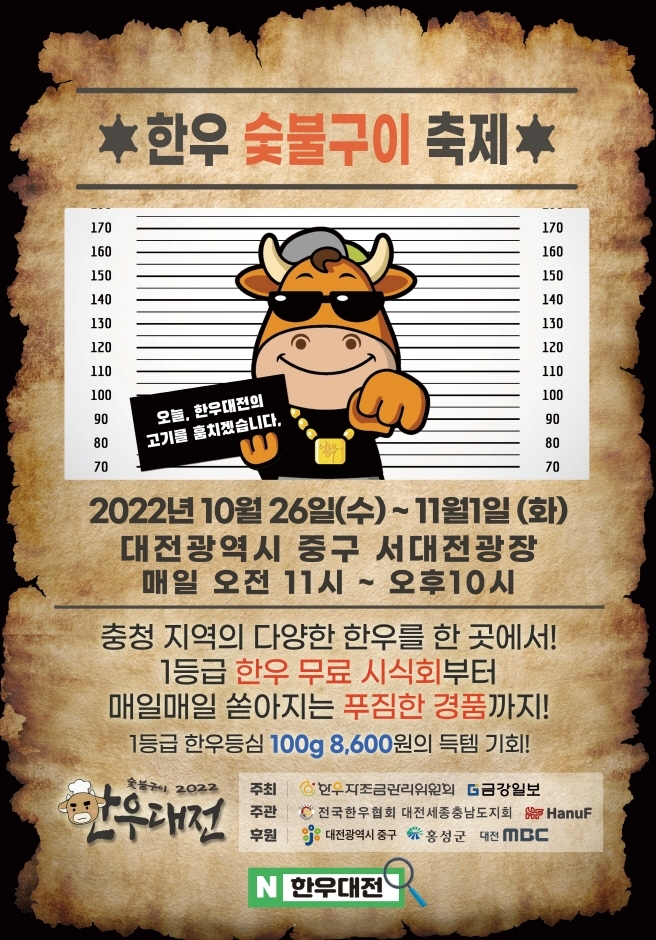 한우 숯불구이 축제
170 170
160 160
150 150
140 140
130 130
120 120
110 110
100 100
90 90
80 80
70 70
오늘, 한우대전의
고기를 훔치겠습니다.
2022년 10월 26일(수) ~ 11월1일 (화)
대전광역시 중구 서대전광장
매일 오전 11시 ~ 오후10시
충청 지역의 다양한 한우를 한 곳에서!
1등급 한우 무료 시식회부터
매일매일 쏟아지는 푸짐한 경품까지!
1등급 한우등심 100g 8,600원의 득템 기회!
숯불구이 2022
한우대전
주최 한우자조금관리위원회 금강일보
주관 전국한우협회 대전세종충남도지회 HanuF
후원 대전광역시 중구 홍성군 대전 MBC
N 한우대전